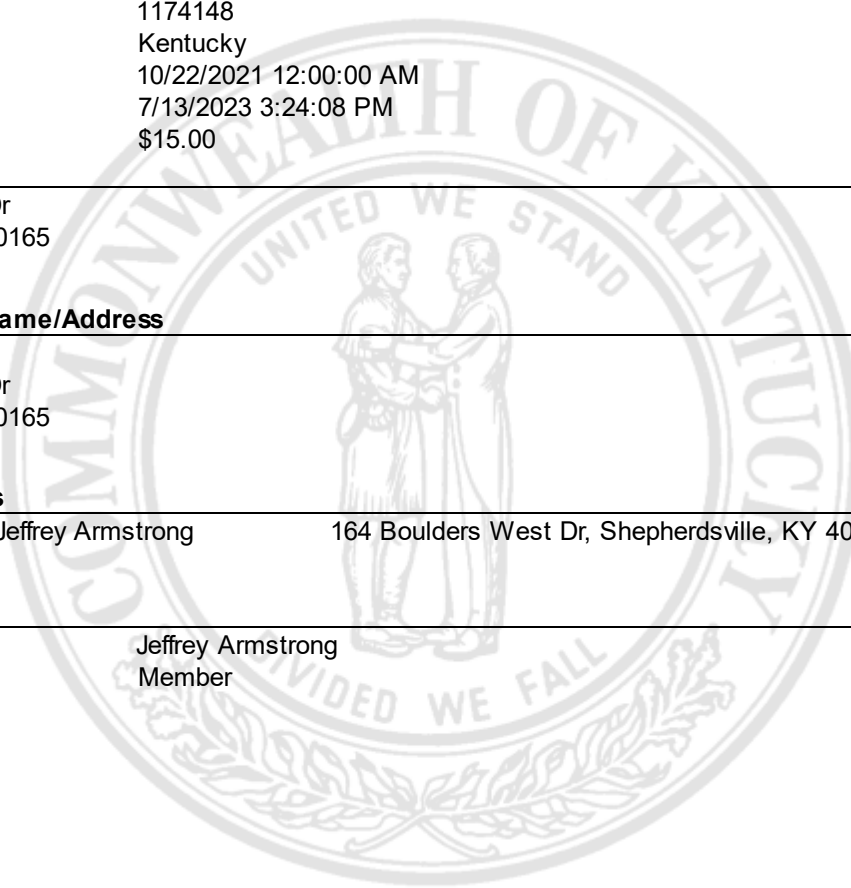 1174148
Kentucky
10/22/2021 12:00:00 AM
7/13/2023 3:24:08 PM
$15.00
r
0165
ame/Address
r
0165
s
Jeffrey Armstrong 164 Boulders West Dr, Shepherdsville, KY 40
Jeffrey Armstrong
Member
COMMONWEALTH OF KENTUCKY
UNITED WE STAND
DIVIDED WE FALL